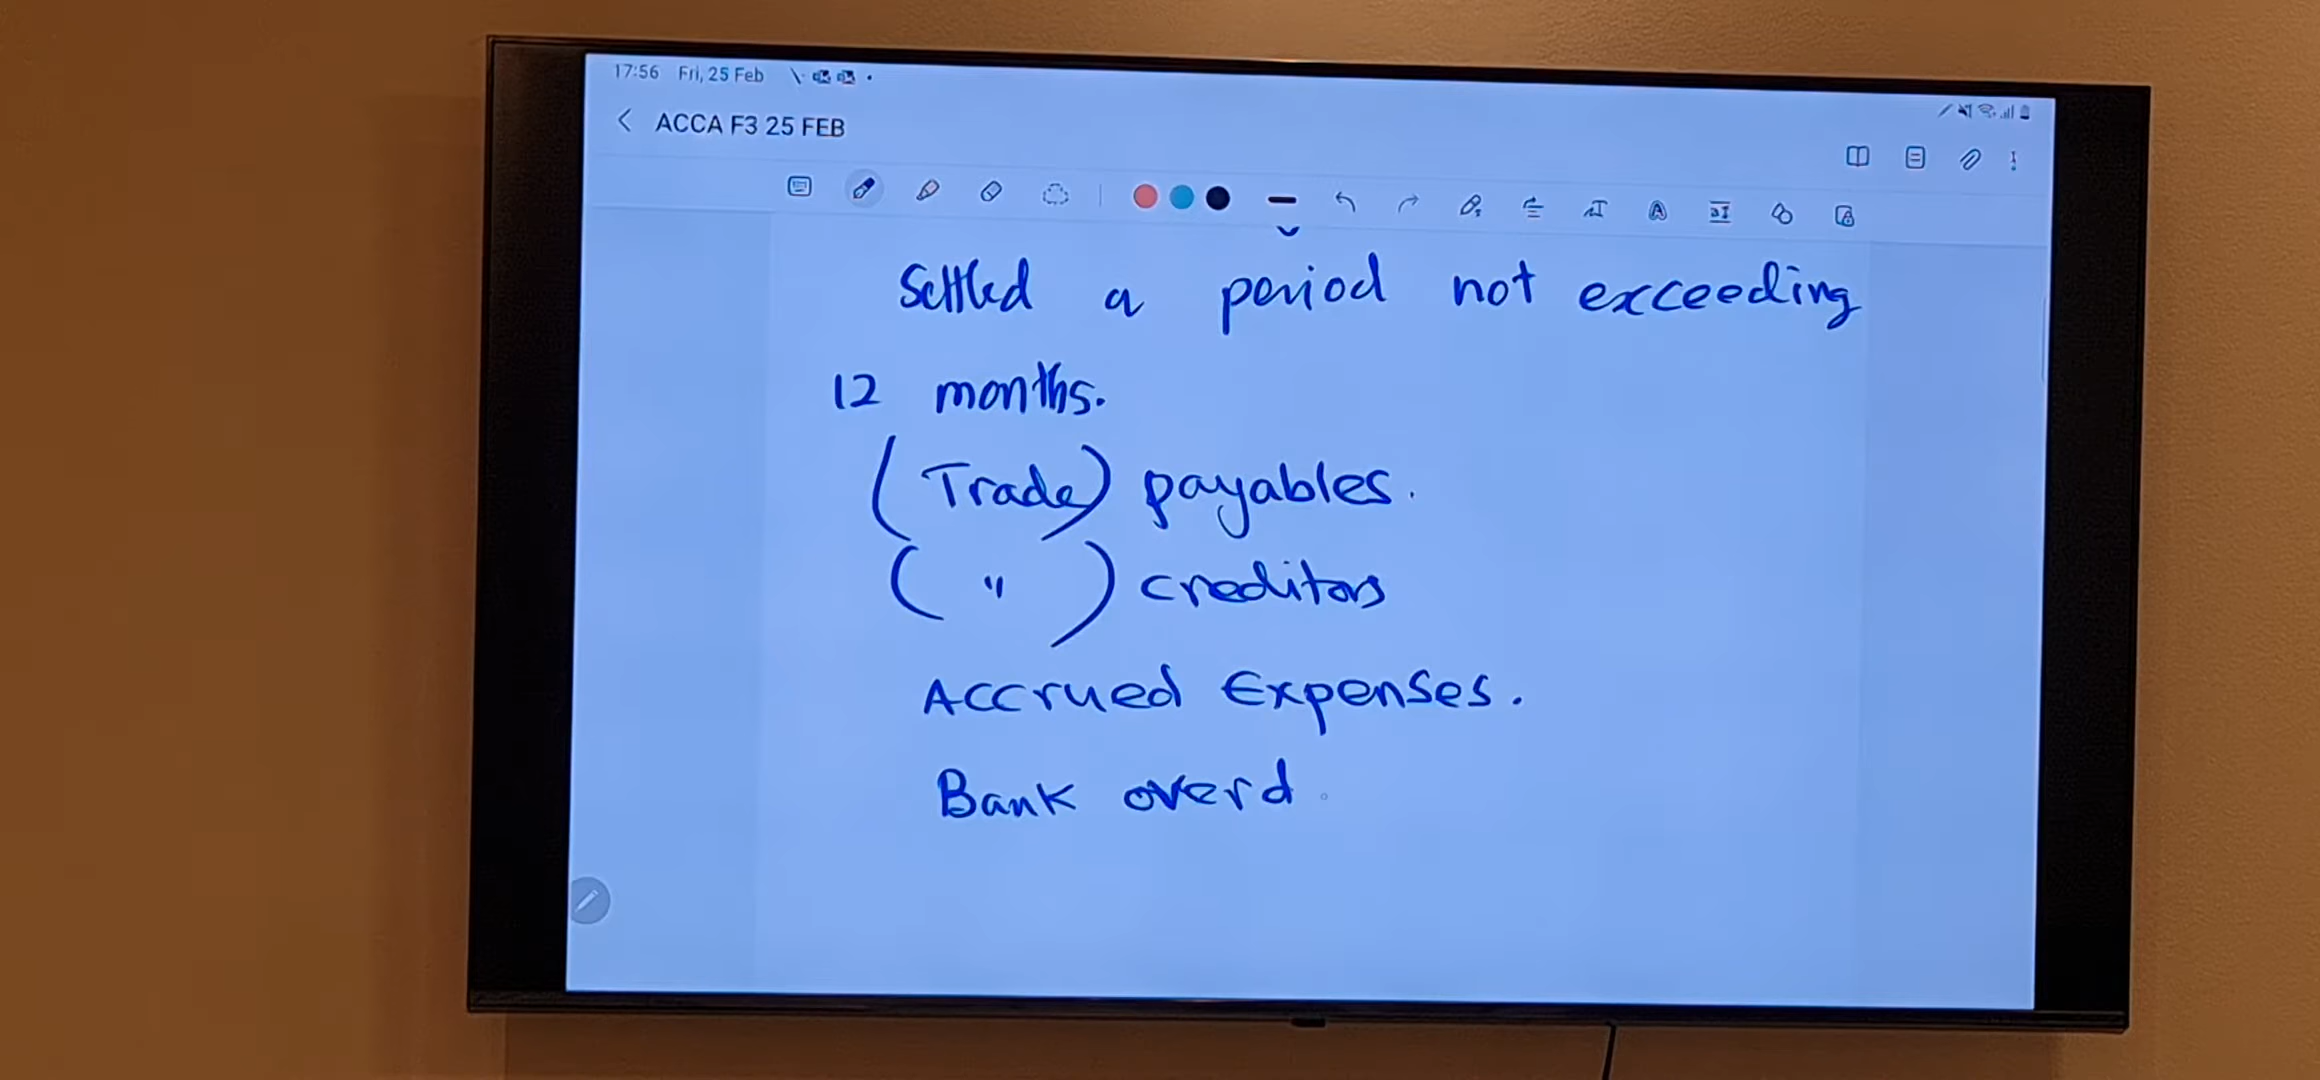 17:56 Fri, 25 Feb
ACCA F3 25 FEB
Settled a period not exceeding
12 months.
(Trade) payables.
( " ) creditors
Accrued Expenses.
Bank overd